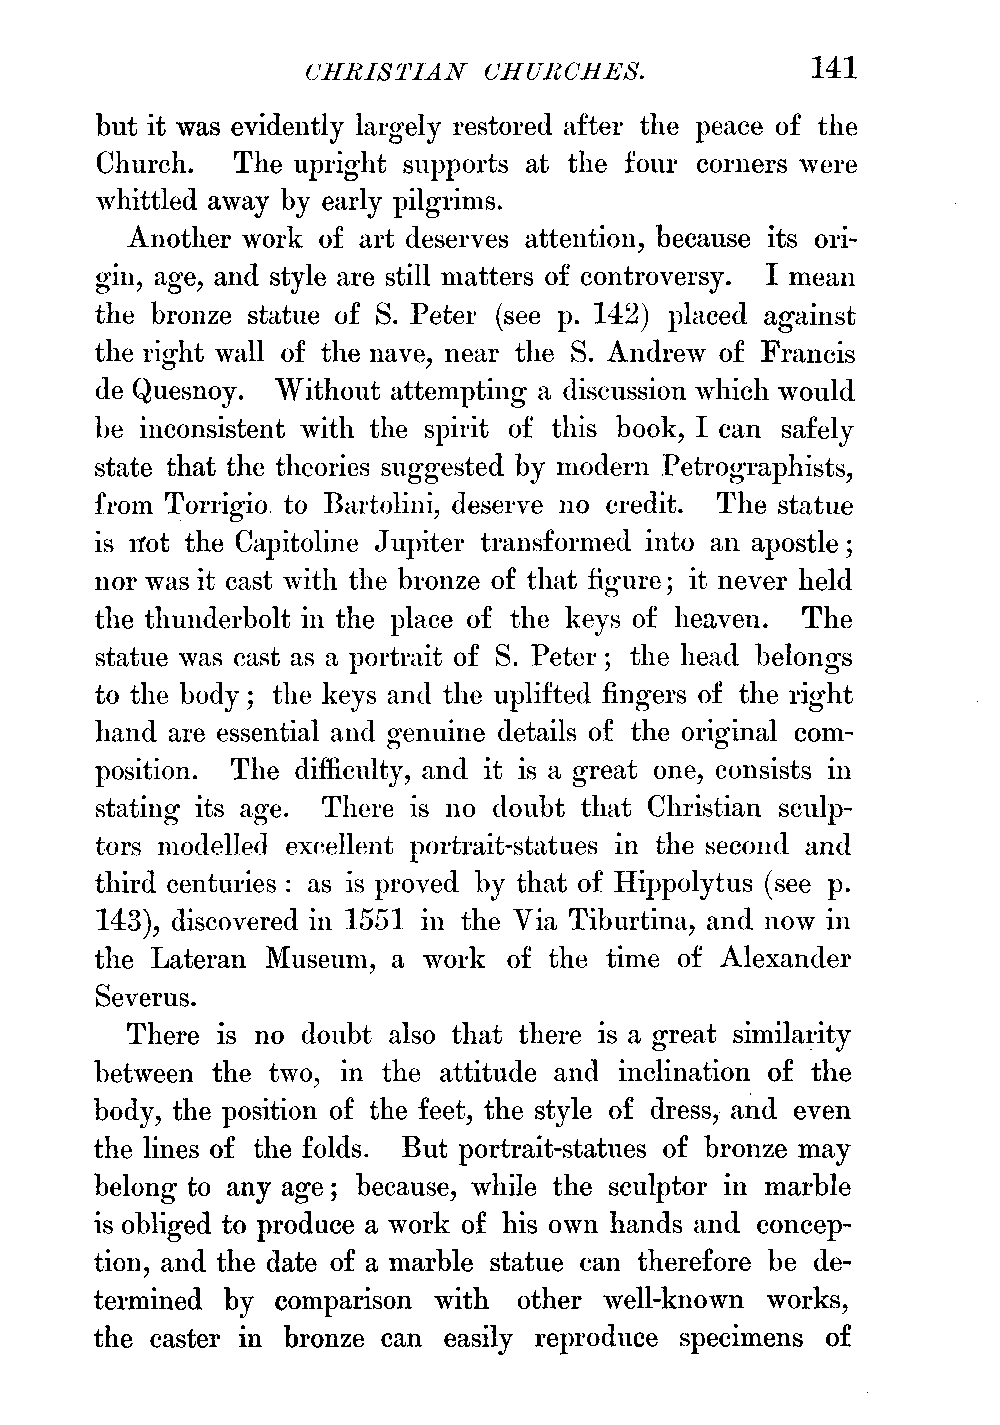 CHRISTIAN CHURCHES. 141
but it was evidently largely restored after the peace of the
Church. The upright supports at the four corners were
whittled away by early pilgrims.
Another work of art deserves attention, because its ori-
gin, age, and style are still matters of controversy. I mean
the bronze statue of S. Peter (see p. 142) placed against
the right wall of the nave, near the S. Andrew of Francis
de Quesnoy. Without attempting a discussion which would
be inconsistent with the spirit of this book, I can safely
state that the theories suggested by modern Petrographists,
from Torrigio to Bartolini, deserve no credit. The statue
is not the Capitoline Jupiter transformed into an apostle;
nor was it cast with the bronze of that figure; it never held
the thunderbolt in the place of the keys of heaven. The
statue was cast as a portrait of S. Peter; the head belongs
to the body; the keys and the uplifted fingers of the right
hand are essential and genuine details of the original com-
position. The difficulty, and it is a great one, consists in
stating its age. There is no doubt that Christian sculp-
tors modelled excellent portrait-statues in the second and
third centuries: as is proved by that of Hippolytus (see p.
143), discovered in 1551 in the Via Tiburtina, and now in
the Lateran Museum, a work of the time of Alexander
Severus.
There is no doubt also that there is a great similarity
between the two, in the attitude and inclination of the
body, the position of the feet, the style of dress, and even
the lines of the folds. But portrait-statues of bronze may
belong to any age; because, while the sculptor in marble
is obliged to produce a work of his own hands and concep-
tion, and the date of a marble statue can therefore be de-
termined by comparison with other well-known works,
the caster in bronze can easily reproduce specimens of